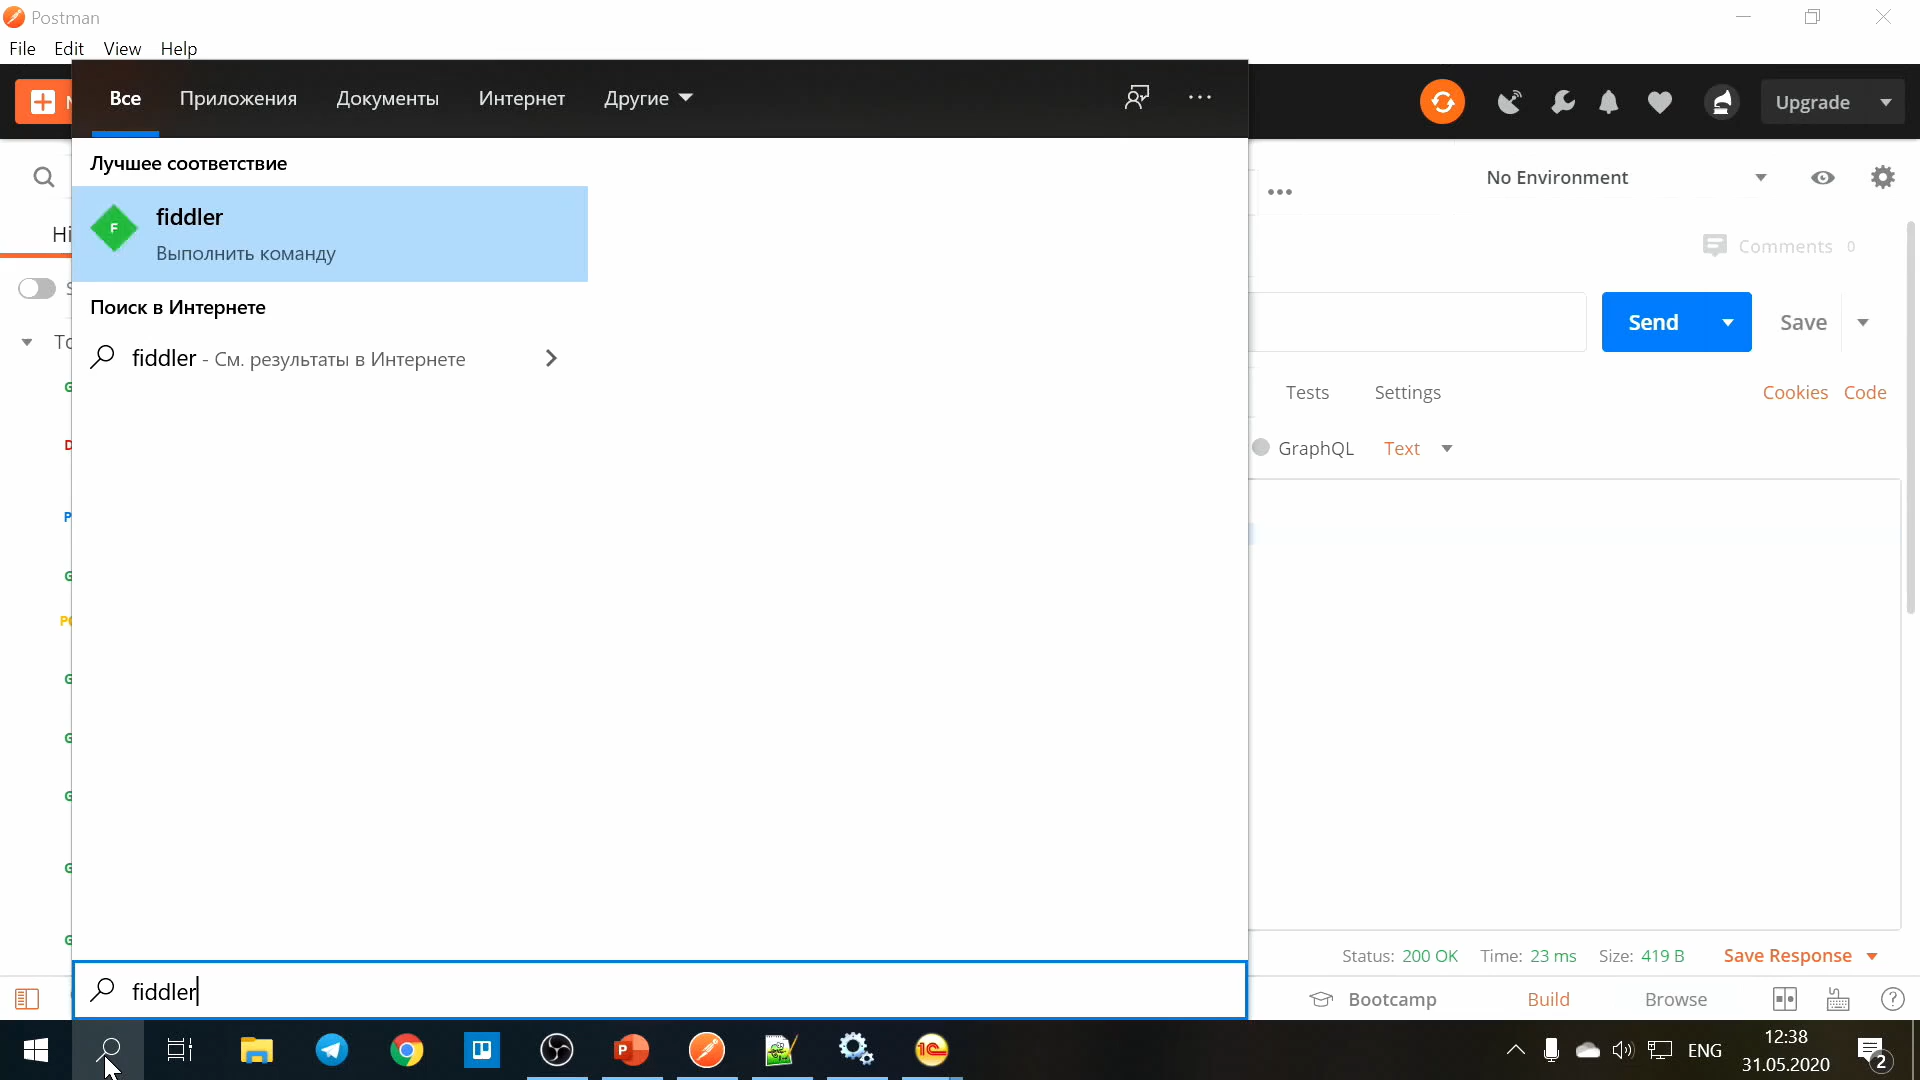 Postman
File Edit View Help
Все Приложения Документы Интернет Другие
Upgrade
Лучшее соответствие
No Environment
fiddler
Выполнить команду
Hi
Comments 0
Поиск в Интернете
Send Save
fiddler - См. результаты в Интернете
Tests Settings Cookies Code
GraphQL Text
Status: 200 OK Time: 23 ms Size: 419 B Save Response
fiddler
Bootcamp Build Browse
ENG
12:38
31.05.2020
2